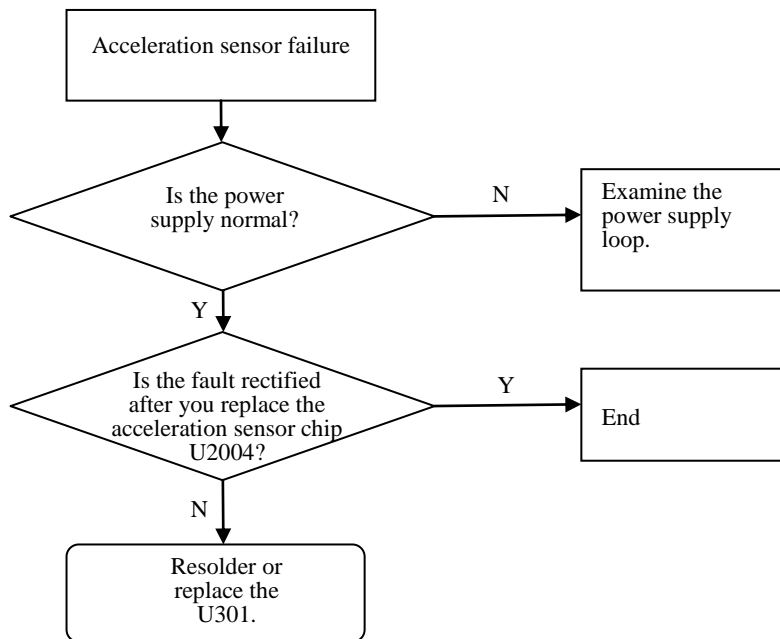 Acceleration sensor failure
Is the power
supply normal?
N
Examine the
power supply
loop.
Y
Is the fault rectified
after you replace the
acceleration sensor chip
U2004?
Y
End
N
Resolder or
replace the
U301.